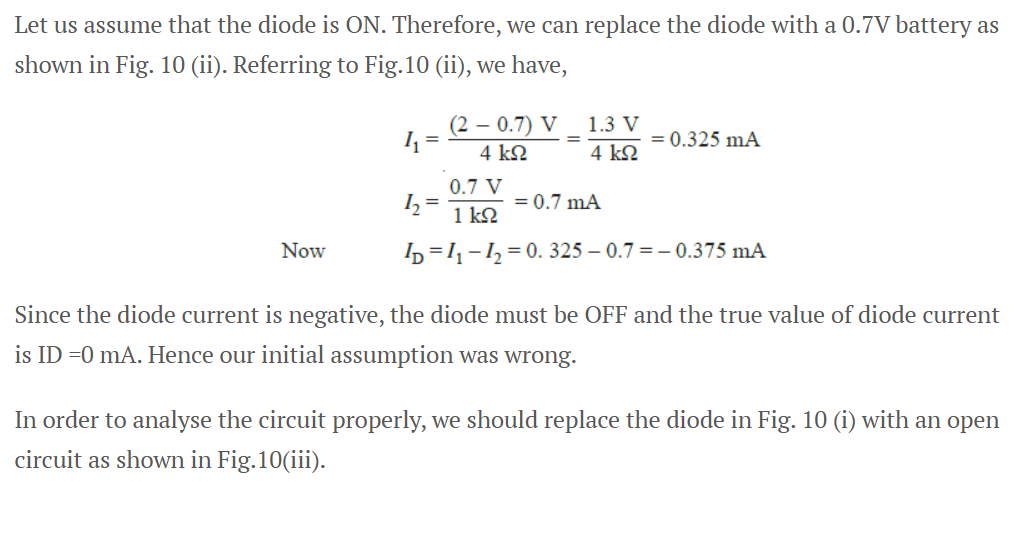 Let us assume that the diode is ON. Therefore, we can replace the diode with a 0.7V battery as
shown in Fig. 10 (ii). Referring to Fig.10 (ii), we have,
I₁ = (2 – 0.7) V / 4 kΩ = 1.3 V / 4 kΩ = 0.325 mA
I₂ = 0.7 V / 1 kΩ = 0.7 mA
Now I_D = I₁ – I₂ = 0. 325 – 0.7 = – 0.375 mA
Since the diode current is negative, the diode must be OFF and the true value of diode current
is ID =0 mA. Hence our initial assumption was wrong.
In order to analyse the circuit properly, we should replace the diode in Fig. 10 (i) with an open
circuit as shown in Fig.10(iii).